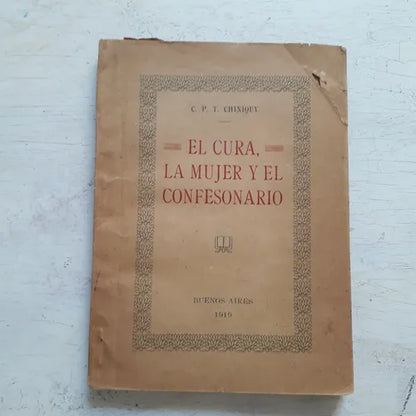 C. P. T. CHINIQUY
EL CURA,
LA MUJER Y EL
CONFESONARIO
BUENOS AIRES
1919